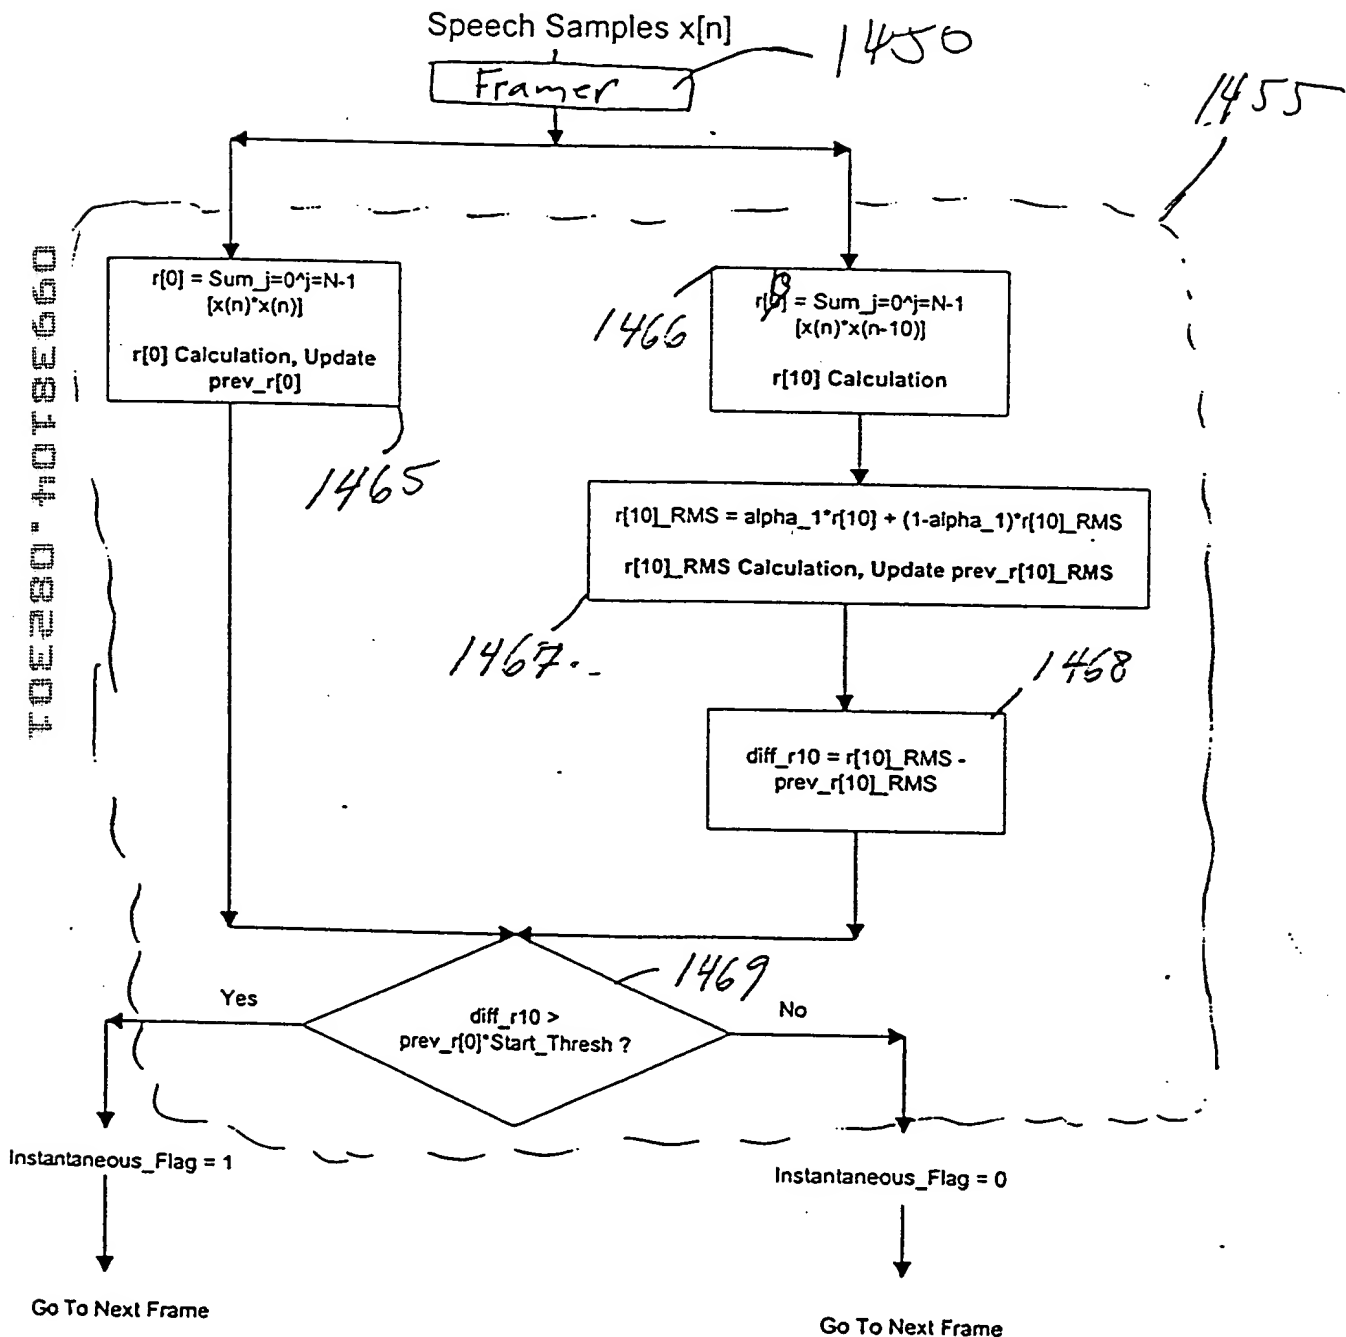 Speech Samples x[n]
1450
Framer
1455
09938104.082301
r[0] = Sum_j=0^j=N-1
[x(n)*x(n)]
r[0] Calculation, Update
prev_r[0]
1465
1466
= Sum_j=0^j=N-1
[x(n)*x(n-10)]
r[10] Calculation
r[10]_RMS = alpha_1*r[10] + (1-alpha_1)*r[10]_RMS
r[10]_RMS Calculation, Update prev_r[10]_RMS
1467
1468
diff_r10 = r[10]_RMS -
prev_r[10]_RMS
1469
Yes
No
diff_r10 >
prev_r[0]*Start_Thresh ?
Instantaneous_Flag = 1
Instantaneous_Flag = 0
Go To Next Frame
Go To Next Frame